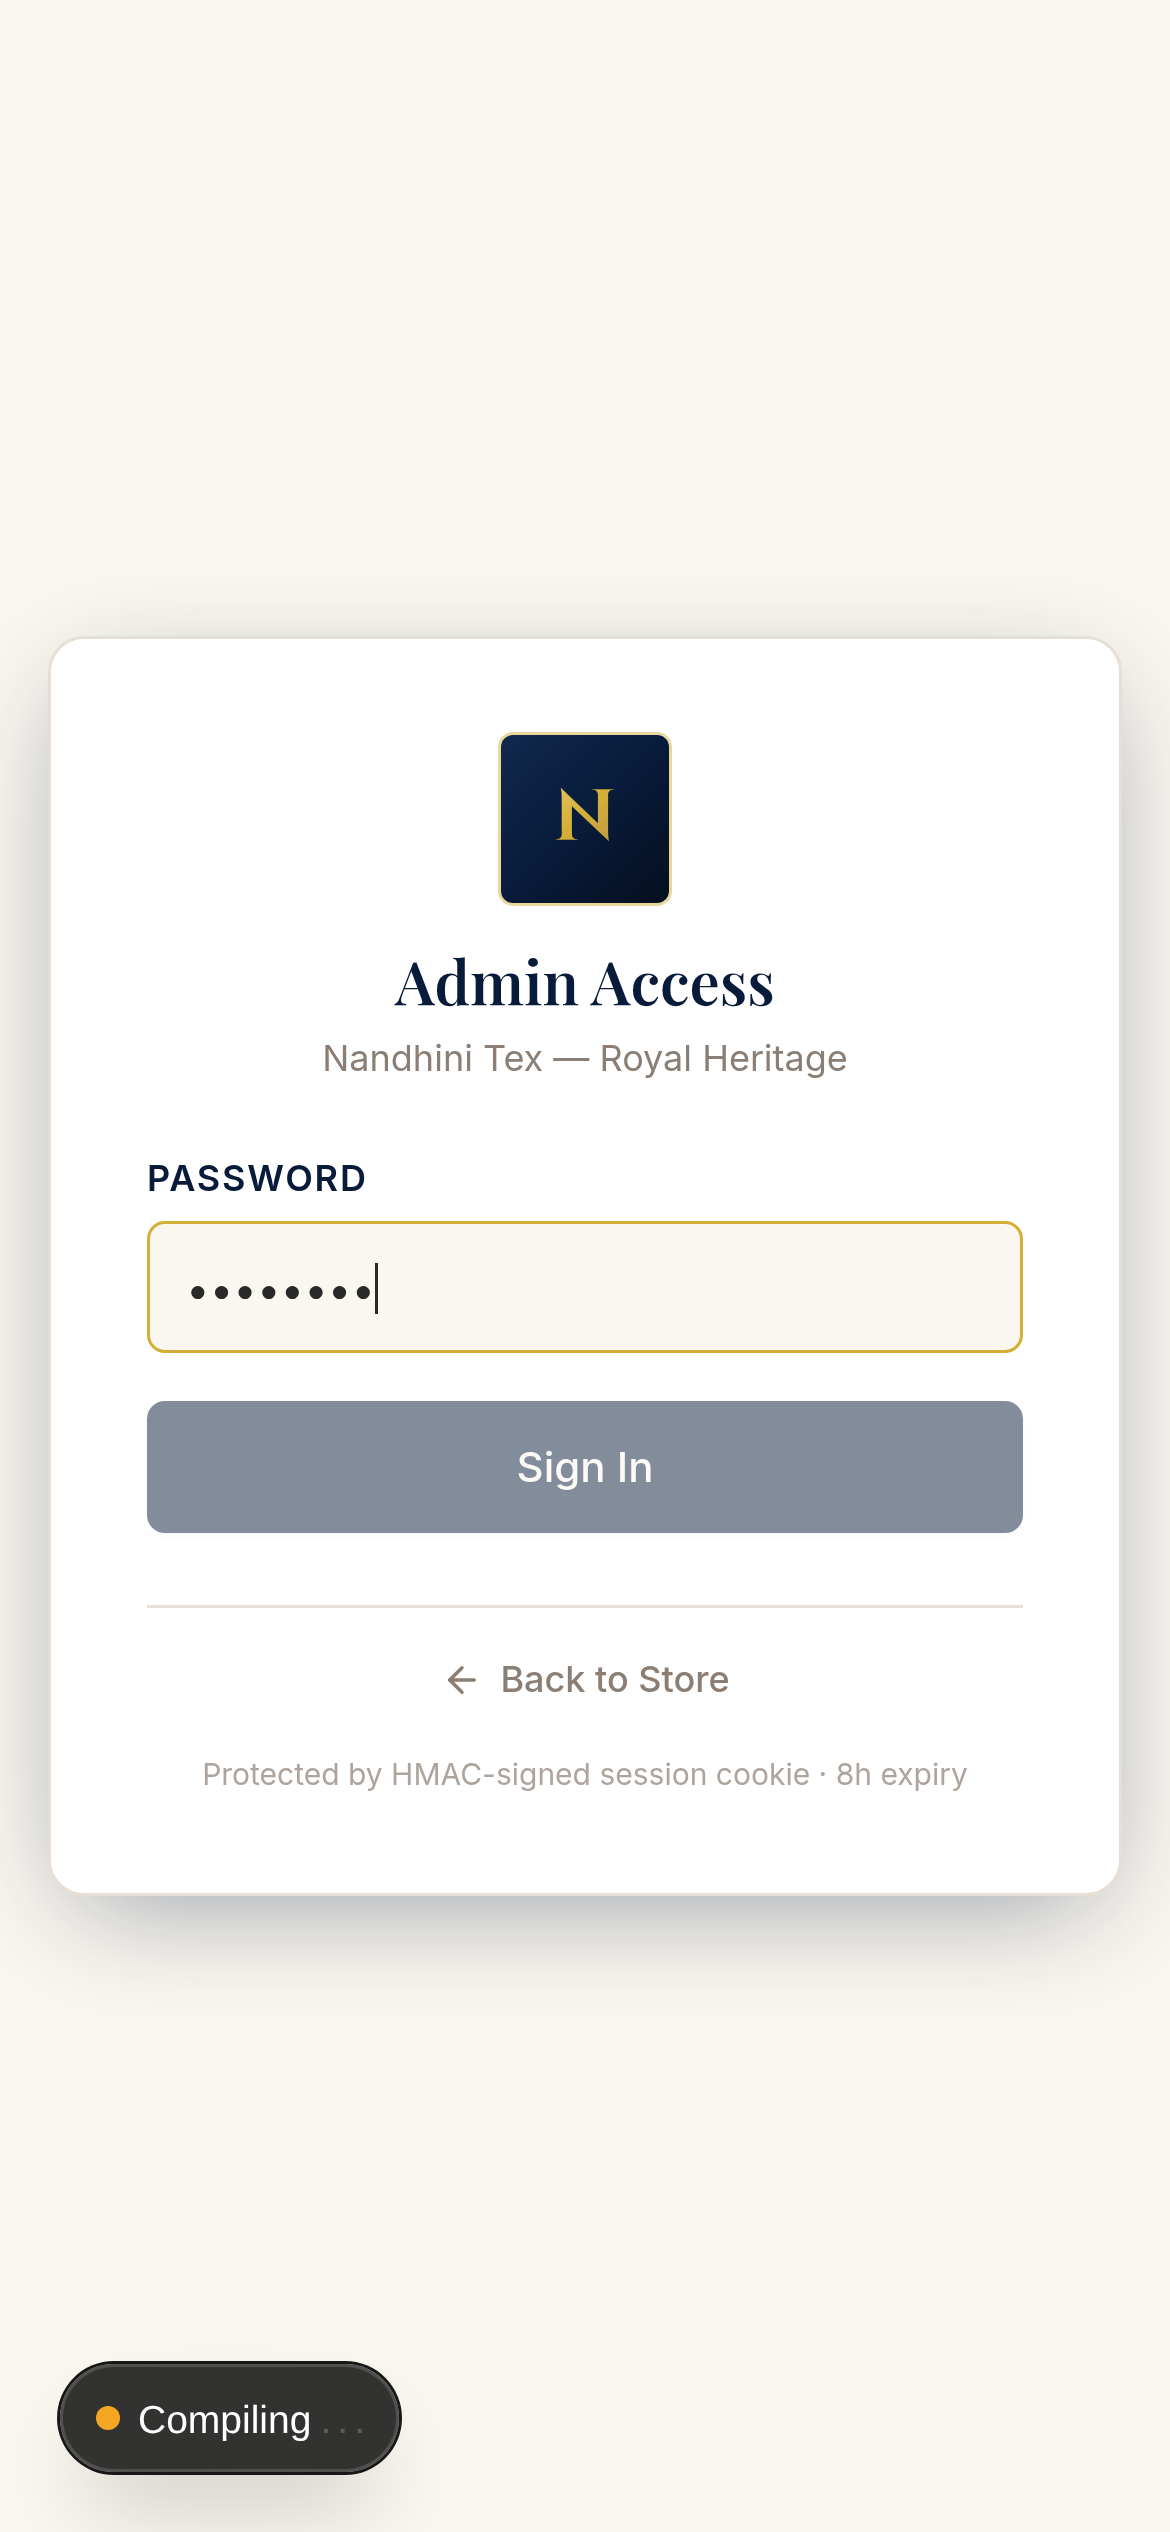 N
Admin Access
Nandhini Tex — Royal Heritage
PASSWORD
••••••••
Sign In
← Back to Store
Protected by HMAC-signed session cookie · 8h expiry
Compiling ...